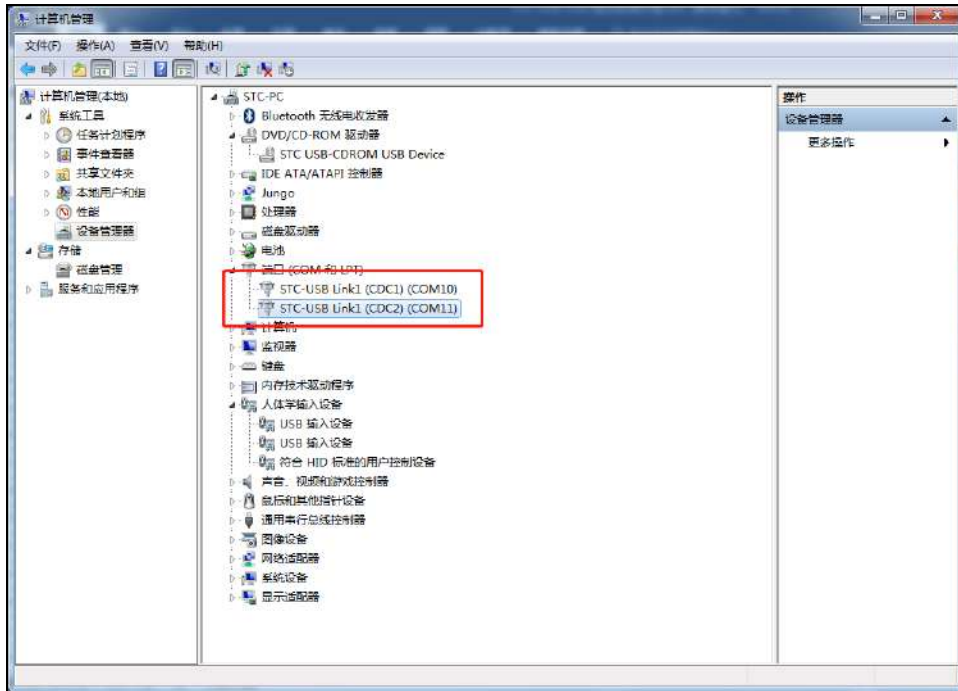 计算机管理
文件(F) 操作(A) 查看(V) 帮助(H)
计算机管理(本地)
系统工具
任务计划程序
事件查看器
共享文件夹
本地用户和组
性能
设备管理器
存储
磁盘管理
服务和应用程序
STC-PC
Bluetooth 无线电收发器
DVD/CD-ROM 驱动器
STC USB-CDROM USB Device
IDE ATA/ATAPI 控制器
Jungo
处理器
磁盘驱动器
电池
端口 (COM 和 LPT)
STC-USB Link1 (CDC1) (COM10)
STC-USB Link1 (CDC2) (COM11)
计算机
监视器
键盘
内存技术驱动程序
人体学输入设备
USB 输入设备
USB 输入设备
符合 HID 标准的用户控制设备
声音、视频和游戏控制器
鼠标和其他指针设备
通用串行总线控制器
图像设备
网络适配器
系统设备
显示适配器
操作
设备管理器
更多操作